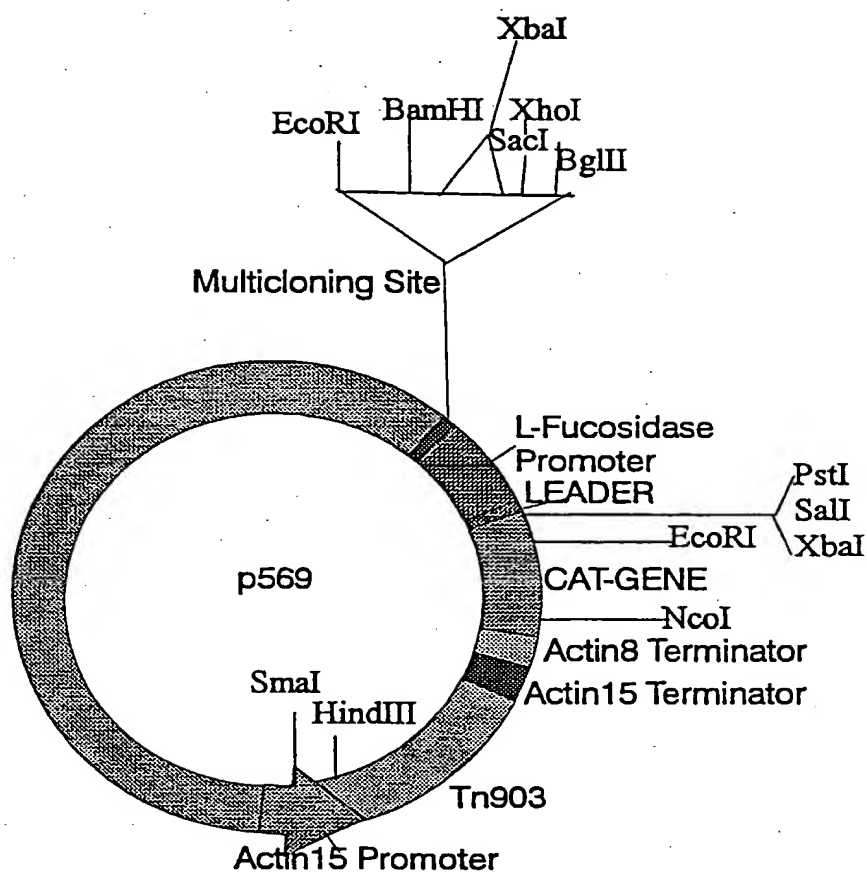 XbaI
EcoRI
BamHI
XhoI
SacI
BglII
Multicloning Site
L-Fucosidase
Promoter
LEADER
PstI
SalI
XbaI
EcoRI
p569
CAT-GENE
NcoI
Actin8 Terminator
Actin15 Terminator
SmaI
HindIII
Tn903
Actin15 Promoter